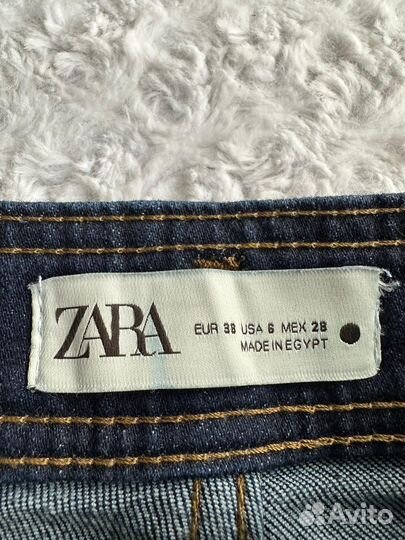 ZARA
EUR 38 USA 6 MEX 28
MADE IN EGYPT
Avito